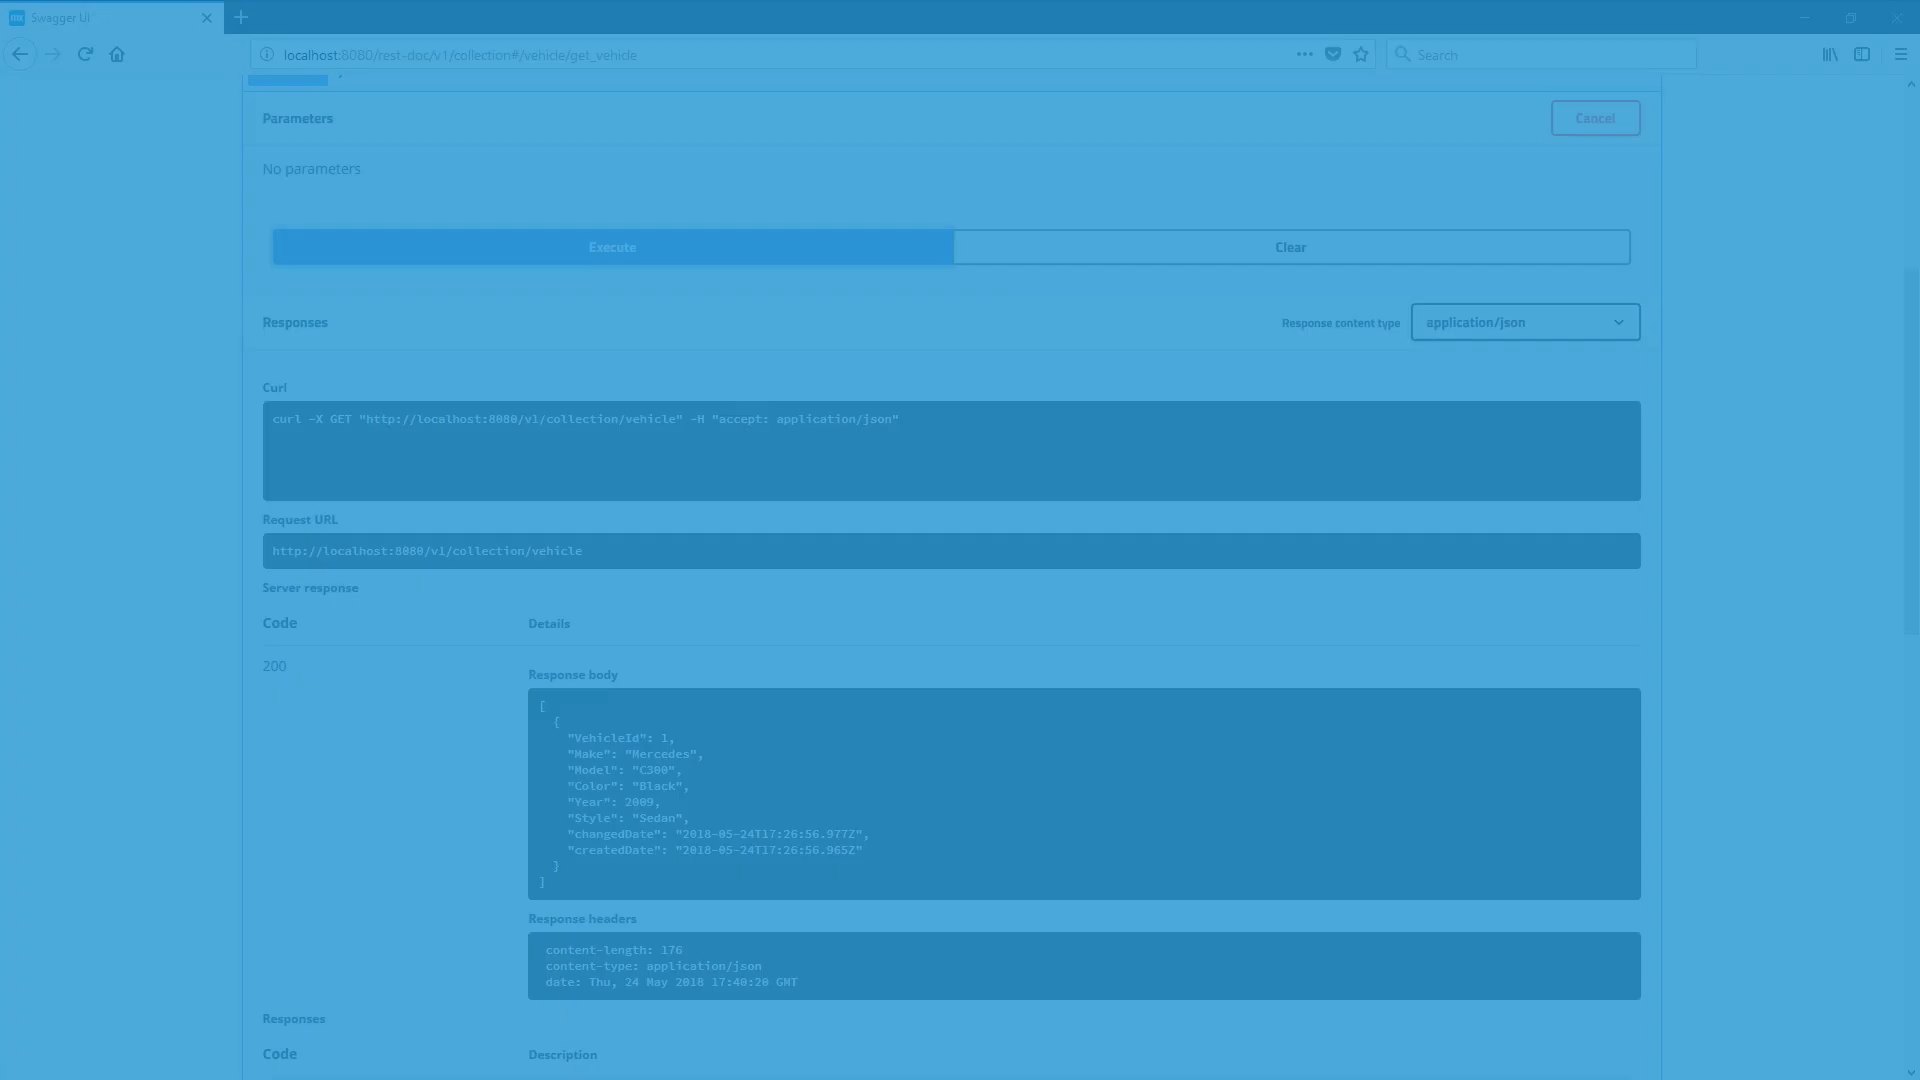 Swagger UI
localhost:8080/rest-doc/v1/collection#/vehicle/get_vehicle
Search
Parameters
Cancel
No parameters
Execute
Clear
Responses
Response content type
application/json
Curl
curl -X GET "http://localhost:8080/v1/collection/vehicle" -H "accept: application/json"
Request URL
http://localhost:8080/v1/collection/vehicle
Server response
Code
Details
200
Response body
[
{
"VehicleId": 1,
"Make": "Mercedes",
"Model": "C300",
"Color": "Black",
"Year": 2009,
"Style": "Sedan",
"changedDate": "2018-05-24T17:26:56.977Z",
"createdDate": "2018-05-24T17:26:56.965Z"
}
]
Response headers
content-length: 176
content-type: application/json
date: Thu, 24 May 2018 17:40:20 GMT
Responses
Code
Description